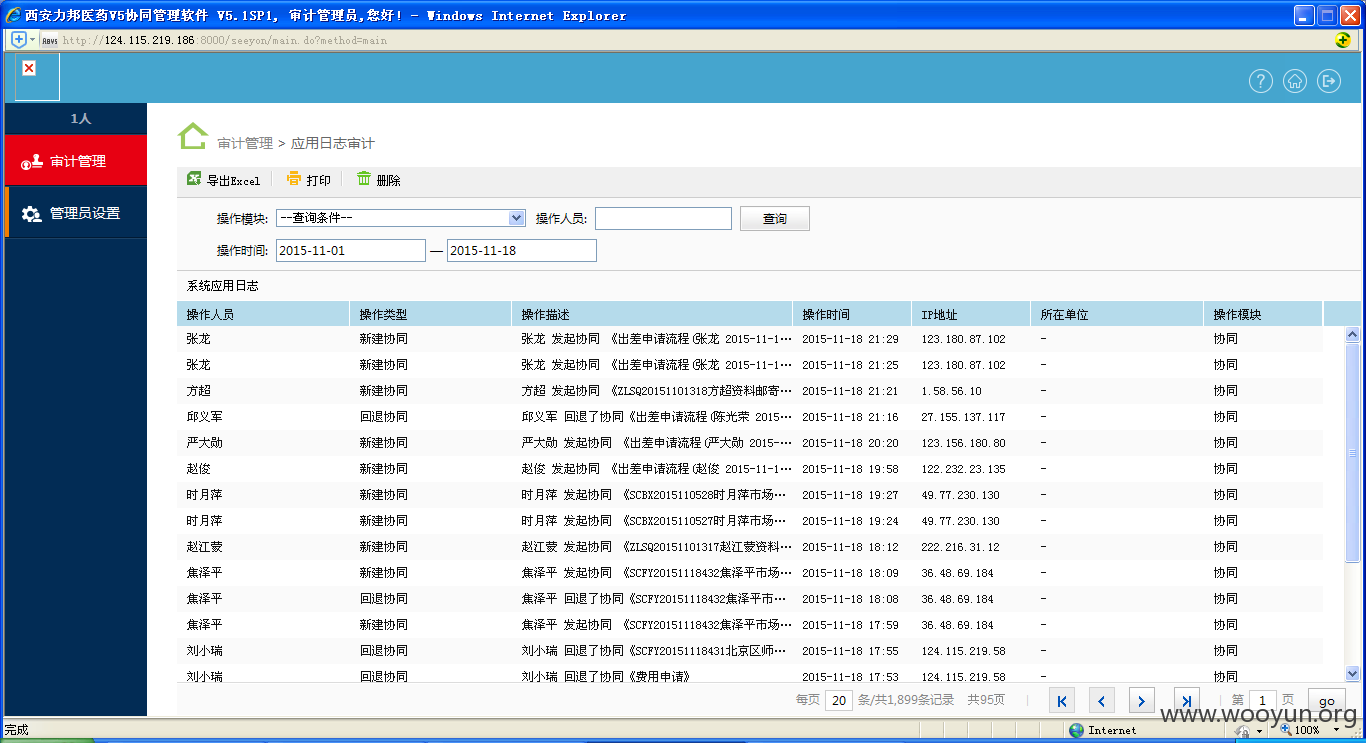 西安力邦医药V5协同管理软件 V5.1SP1, 审计管理员,您好! - Windows Internet Explorer
http://124.115.219.186:8000/seeyon/main.do?method=main
1人
审计管理
管理员设置
审计管理 > 应用日志审计
导出Excel 打印 删除
操作模块: --查询条件-- 操作人员: 查询
操作时间: 2015-11-01 — 2015-11-18
系统应用日志
操作人员 操作类型 操作描述 操作时间 IP地址 所在单位 操作模块
张龙 新建协同 张龙 发起协同 《出差申请流程(张龙 2015-11-1… 2015-11-18 21:29 123.180.87.102 - 协同
张龙 新建协同 张龙 发起协同 《出差申请流程(张龙 2015-11-1… 2015-11-18 21:25 123.180.87.102 - 协同
方超 新建协同 方超 发起协同 《ZLSQ20151101318方超资料邮寄… 2015-11-18 21:21 1.58.56.10 - 协同
邱义军 回退协同 邱义军 回退了协同《出差申请流程(陈光荣 2015… 2015-11-18 21:16 27.155.137.117 - 协同
严大勋 新建协同 严大勋 发起协同 《出差申请流程(严大勋 2015-… 2015-11-18 20:20 123.156.180.80 - 协同
赵俊 新建协同 赵俊 发起协同 《出差申请流程(赵俊 2015-11-1… 2015-11-18 19:58 122.232.23.135 - 协同
时月萍 新建协同 时月萍 发起协同 《SCBX2015110528时月萍市场… 2015-11-18 19:27 49.77.230.130 - 协同
时月萍 新建协同 时月萍 发起协同 《SCBX2015110527时月萍市场… 2015-11-18 19:24 49.77.230.130 - 协同
赵江蓥 新建协同 赵江蓥 发起协同 《ZLSQ20151101317赵江蓥资料… 2015-11-18 18:12 222.216.31.12 - 协同
焦泽平 新建协同 焦泽平 发起协同 《SCFY20151118432焦泽平市场… 2015-11-18 18:09 36.48.69.184 - 协同
焦泽平 回退协同 焦泽平 回退了协同《SCFY20151118432焦泽平市… 2015-11-18 18:08 36.48.69.184 - 协同
焦泽平 新建协同 焦泽平 发起协同 《SCFY20151118432焦泽平市场… 2015-11-18 17:59 36.48.69.184 - 协同
刘小瑞 回退协同 刘小瑞 回退了协同《SCFY20151118431北京区师… 2015-11-18 17:55 124.115.219.58 - 协同
刘小瑞 回退协同 刘小瑞 回退了协同《费用申请》 2015-11-18 17:53 124.115.219.58 - 协同
每页 20 条/共1,899条记录 共95页 第 1 页 go
www.wooyun.org
完成 Internet 100%